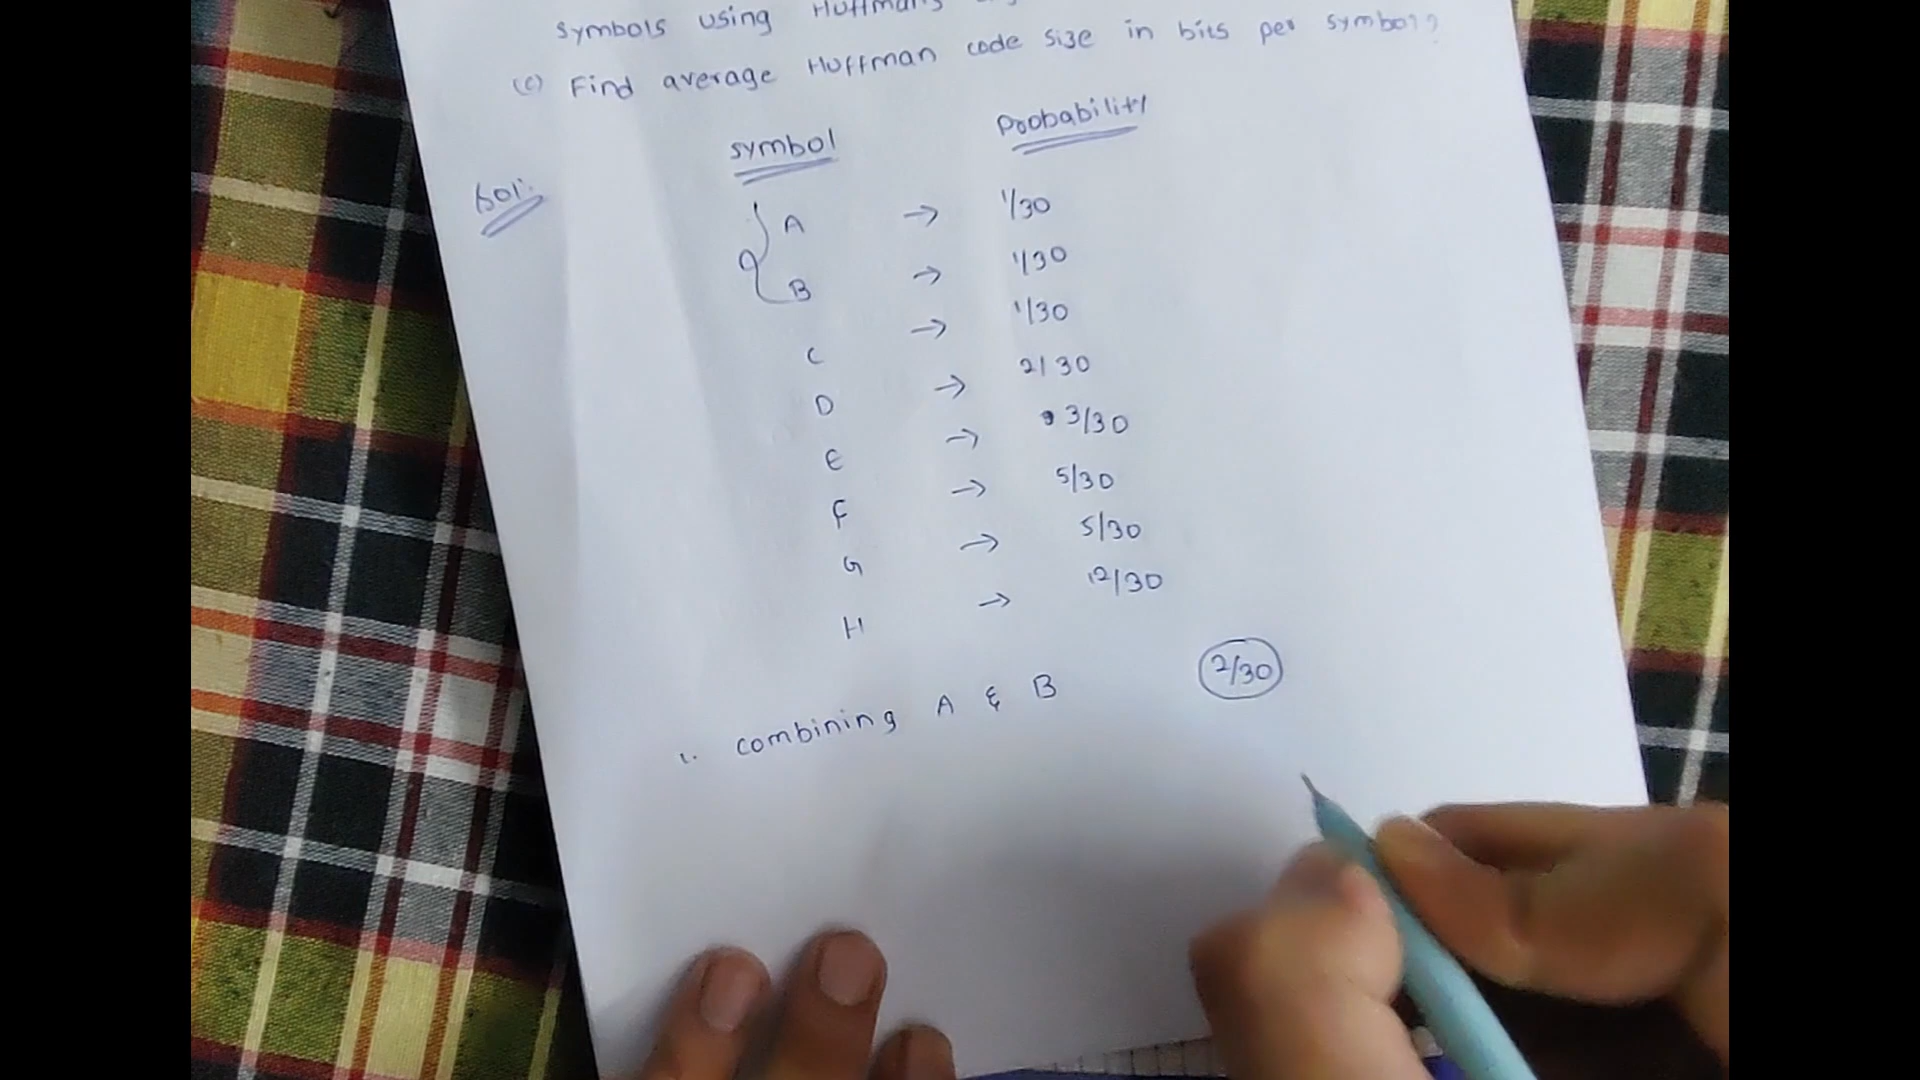 symbols using Huffman's
(c) Find average Huffman code size in bits per symbol?
Sol:
symbol Probability
A → 1/30
B → 1/30
C → 1/30
D → 2/30
E → 3/30
F → 5/30
G → 5/30
H → 12/30
1. combining A & B 2/30